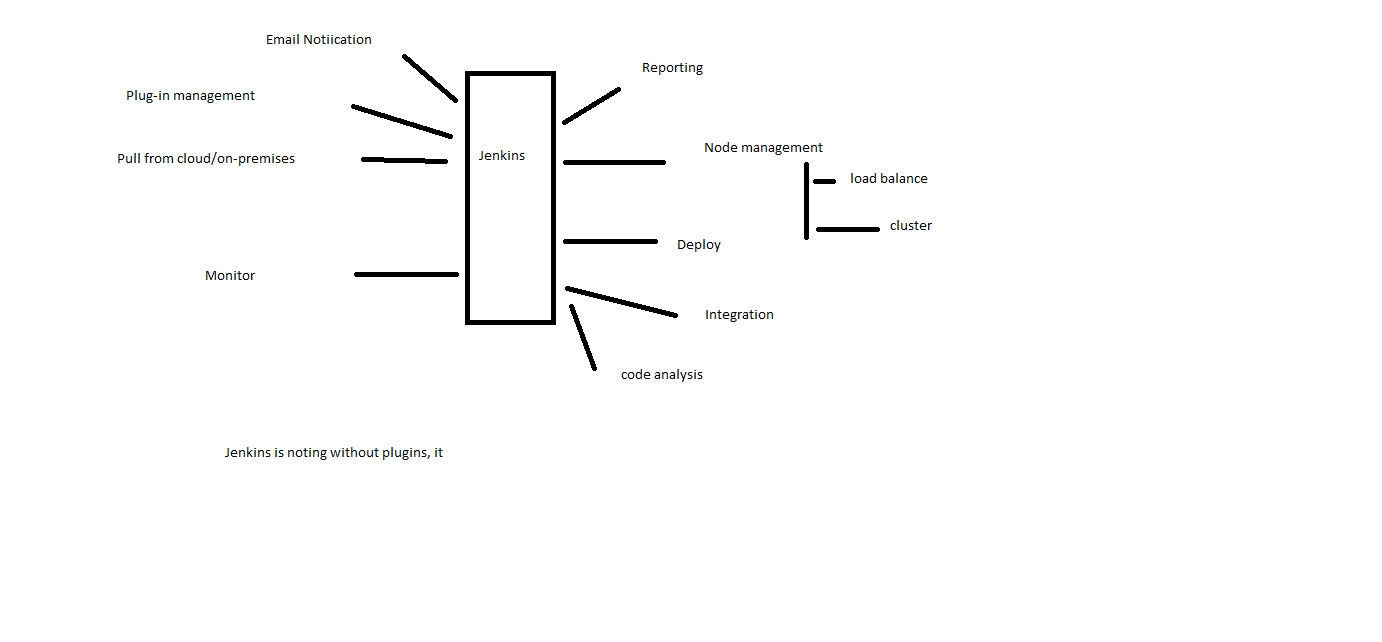 Email Notiication
Reporting
Plug-in management
Node management
Pull from cloud/on-premises
Jenkins
load balance
cluster
Deploy
Monitor
Integration
code analysis
Jenkins is noting without plugins, it